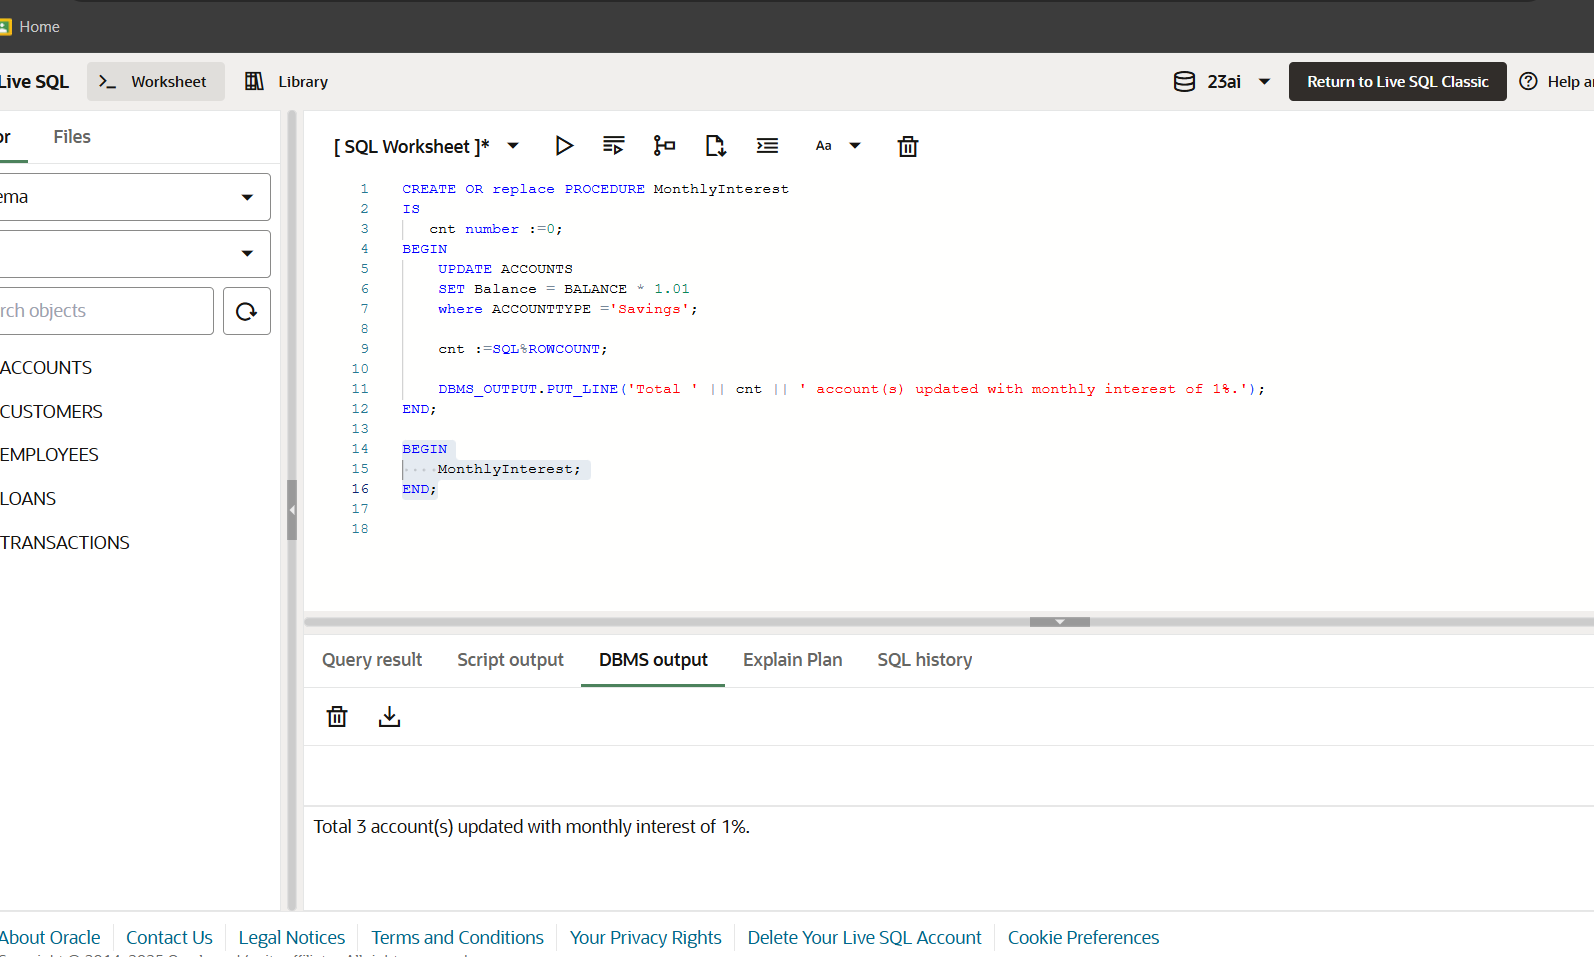 Home
Live SQL
>_ Worksheet
Library
23ai
Return to Live SQL Classic
Help
or
Files
ema
rch objects
ACCOUNTS
CUSTOMERS
EMPLOYEES
LOANS
TRANSACTIONS
[ SQL Worksheet ]*
Aa
1 CREATE OR replace PROCEDURE MonthlyInterest
2 IS
3 cnt number :=0;
4 BEGIN
5 UPDATE ACCOUNTS
6 SET Balance = BALANCE * 1.01
7 where ACCOUNTTYPE ='Savings';
8
9 cnt :=SQL%ROWCOUNT;
10
11 DBMS_OUTPUT.PUT_LINE('Total ' || cnt || ' account(s) updated with monthly interest of 1%.');
12 END;
13
14 BEGIN
15 ····MonthlyInterest;
16 END;
17
18
Query result
Script output
DBMS output
Explain Plan
SQL history
Total 3 account(s) updated with monthly interest of 1%.
About Oracle
Contact Us
Legal Notices
Terms and Conditions
Your Privacy Rights
Delete Your Live SQL Account
Cookie Preferences